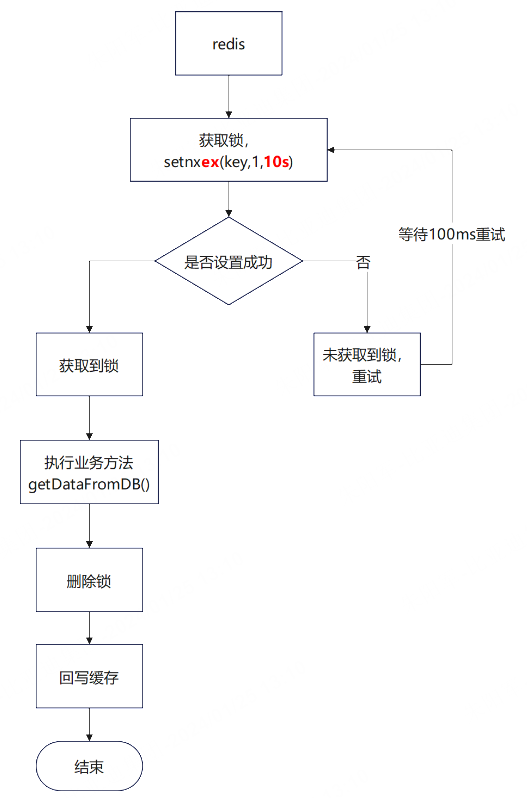 redis
获取锁，
setnxex(key,1,10s)
等待100ms重试
是否设置成功
否
获取到锁
未获取到锁，
重试
执行业务方法
getDataFromDB()
删除锁
回写缓存
结束